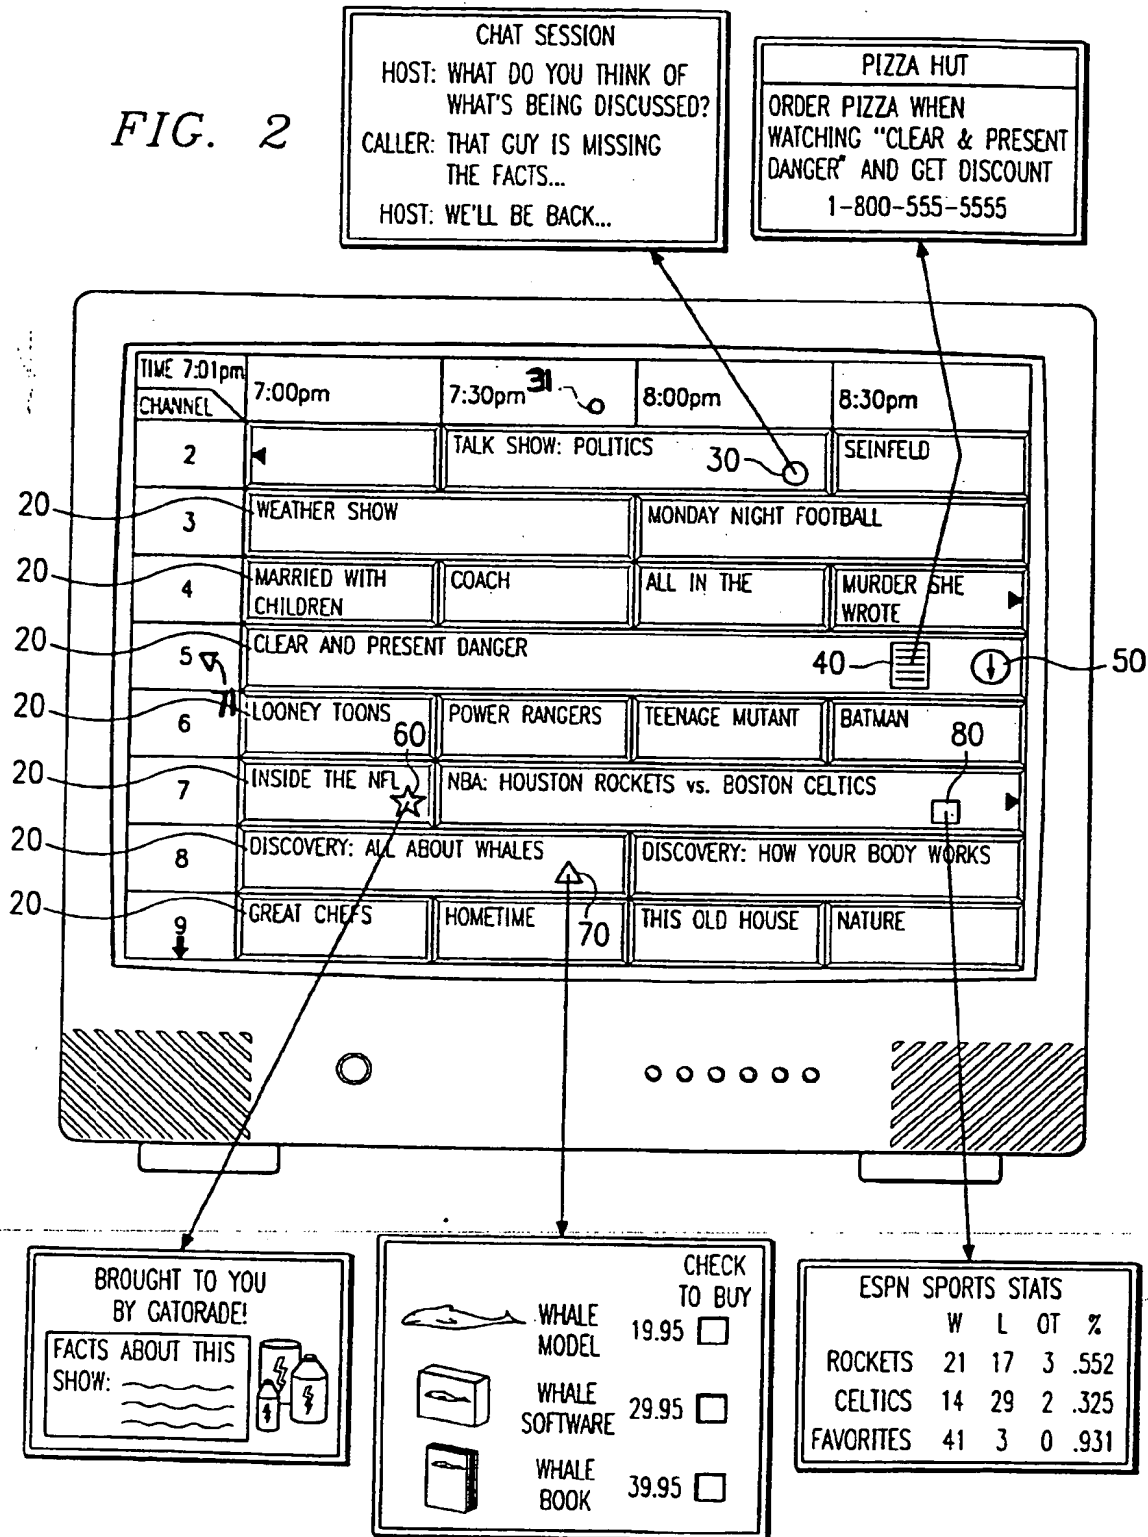 FIG. 2
CHAT SESSION
HOST: WHAT DO YOU THINK OF
WHAT'S BEING DISCUSSED?
CALLER: THAT GUY IS MISSING
THE FACTS...
HOST: WE'LL BE BACK...
PIZZA HUT
ORDER PIZZA WHEN
WATCHING "CLEAR & PRESENT
DANGER" AND GET DISCOUNT
1-800-555-5555
TIME 7:01pm
CHANNEL
7:00pm
7:30pm
31
8:00pm
8:30pm
2
TALK SHOW: POLITICS
30
SEINFELD
20
3
WEATHER SHOW
MONDAY NIGHT FOOTBALL
20
4
MARRIED WITH
CHILDREN
COACH
ALL IN THE
MURDER SHE
WROTE
20
5
CLEAR AND PRESENT DANGER
40
50
20
71
6
LOONEY TOONS
60
POWER RANGERS
TEENAGE MUTANT
BATMAN
80
20
7
INSIDE THE NFL
NBA: HOUSTON ROCKETS vs. BOSTON CELTICS
20
8
DISCOVERY: ALL ABOUT WHALES
DISCOVERY: HOW YOUR BODY WORKS
20
9
GREAT CHEFS
HOMETIME
70
THIS OLD HOUSE
NATURE
BROUGHT TO YOU
BY GATORADE!
FACTS ABOUT THIS
SHOW:
CHECK
TO BUY
WHALE
MODEL
19.95
WHALE
SOFTWARE
29.95
WHALE
BOOK
39.95
ESPN SPORTS STATS
W L OT %
ROCKETS 21 17 3 .552
CELTICS 14 29 2 .325
FAVORITES 41 3 0 .931